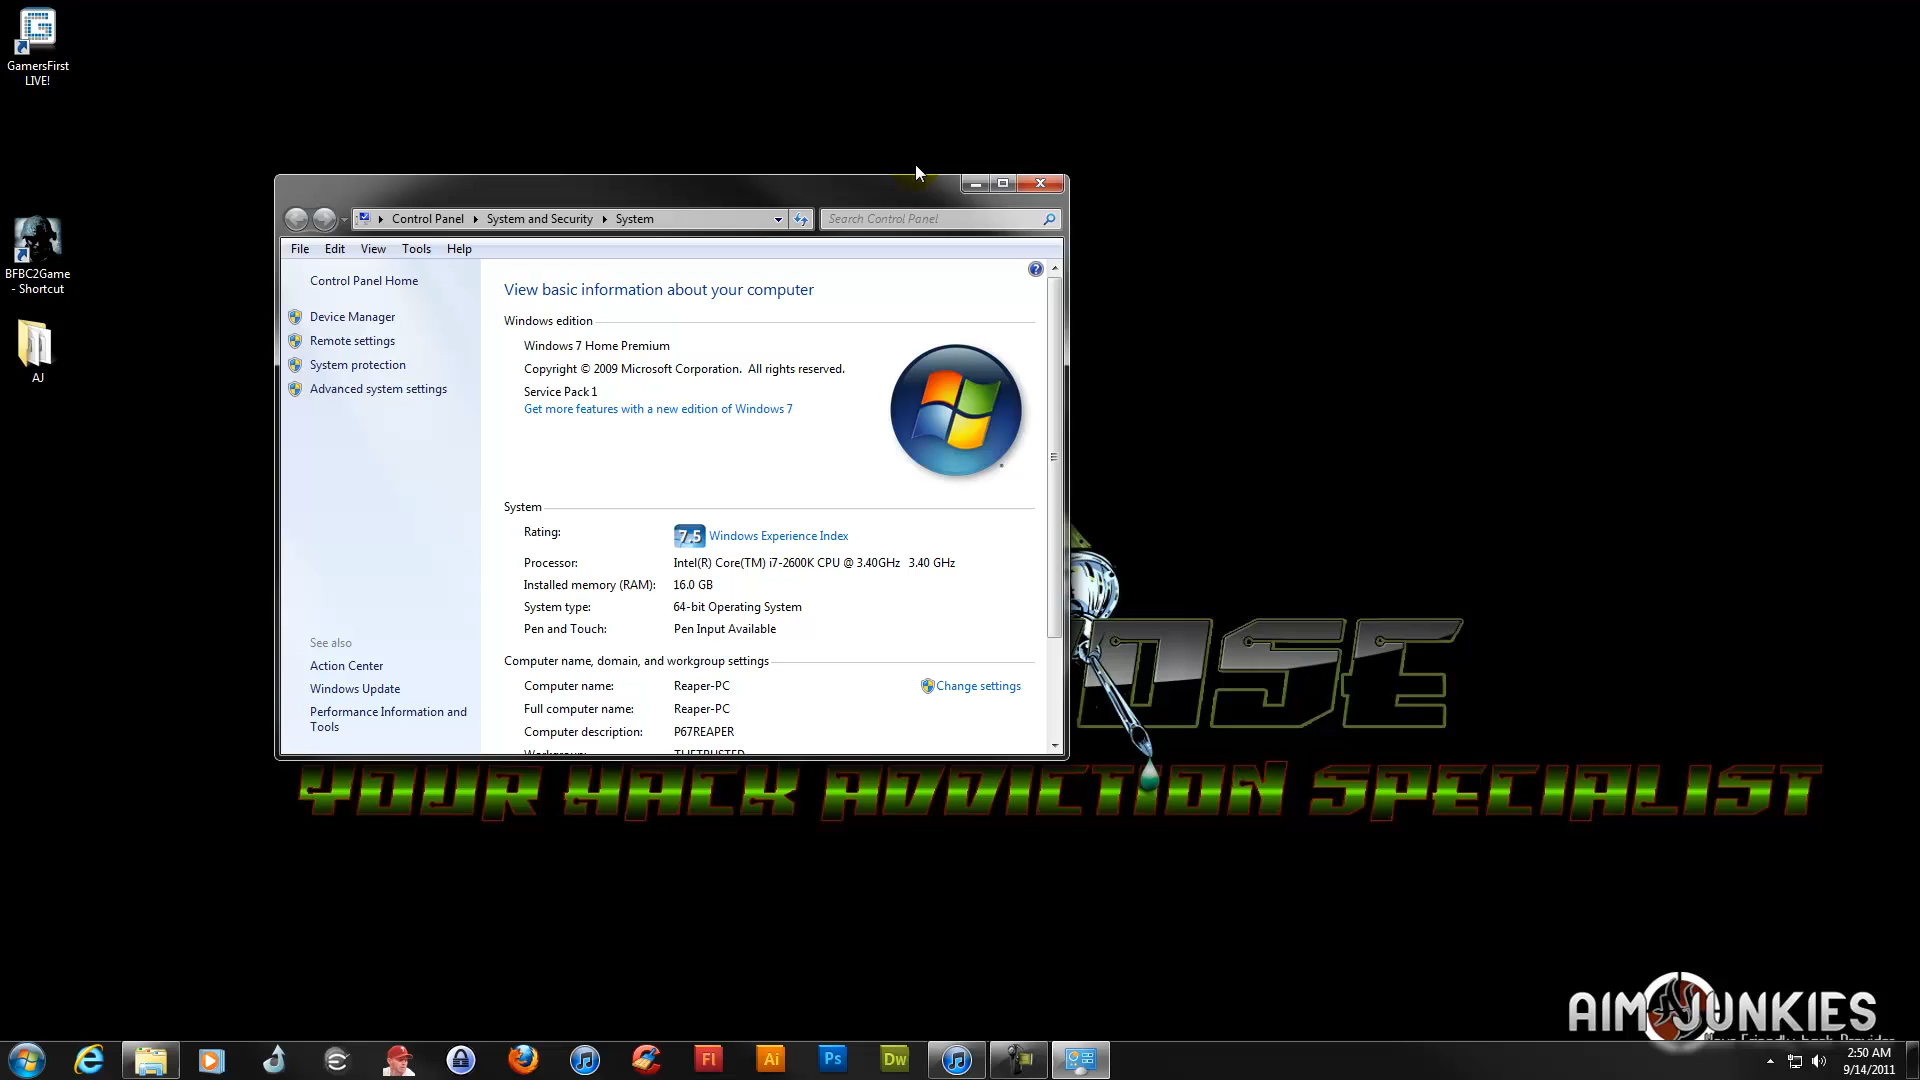 GamersFirst
LIVE!
BFBC2Game
- Shortcut
AJ
Control Panel
System and Security
System
Search Control Panel
File Edit View Tools Help
Control Panel Home
Device Manager
Remote settings
System protection
Advanced system settings
See also
Action Center
Windows Update
Performance Information and
Tools
View basic information about your computer
Windows edition
Windows 7 Home Premium
Copyright © 2009 Microsoft Corporation. All rights reserved.
Service Pack 1
Get more features with a new edition of Windows 7
System
Rating: 7.5 Windows Experience Index
Processor: Intel(R) Core(TM) i7-2600K CPU @ 3.40GHz 3.40 GHz
Installed memory (RAM): 16.0 GB
System type: 64-bit Operating System
Pen and Touch: Pen Input Available
Computer name, domain, and workgroup settings
Computer name: Reaper-PC Change settings
Full computer name: Reaper-PC
Computer description: P67REAPER
Workgroup: THETRUSTED
OSE
YOUR HACK ADDICTION SPECIALIST
AIMJUNKIES
Fl Ai Ps Dw
2:50 AM
9/14/2011